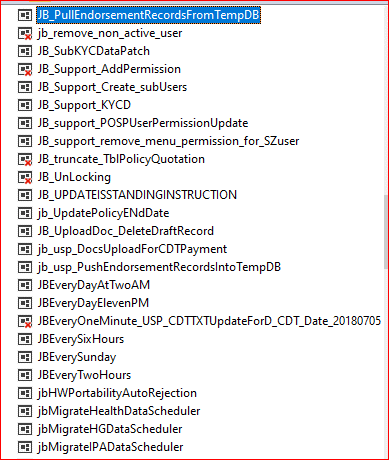 JB_PullEndorsementRecordsFromTempDB
jb_remove_non_active_user
JB_SubKYCDataPatch
JB_Support_AddPermission
JB_Support_Create_subUsers
JB_Support_KYCD
JB_support_POSPUserPermissionUpdate
JB_support_remove_menu_permission_for_SZuser
JB_truncate_TblPolicyQuotation
JB_UnLocking
JB_UPDATEISSTANDINGINSTRUCTION
jb_UpdatePolicyENdDate
JB_UploadDoc_DeleteDraftRecord
jb_usp_DocsUploadForCDTPayment
jb_usp_PushEndorsementRecordsIntoTempDB
JBEveryDayAtTwoAM
JBEveryDayElevenPM
JBEveryOneMinute_USP_CDTTXTUpdateForD_CDT_Date_20180705
JBEverySixHours
JBEverySunday
JBEveryTwoHours
jbHWPortabilityAutoRejection
jbMigrateHealthDataScheduler
jbMigrateHGDataScheduler
jbMigrateIPADataScheduler